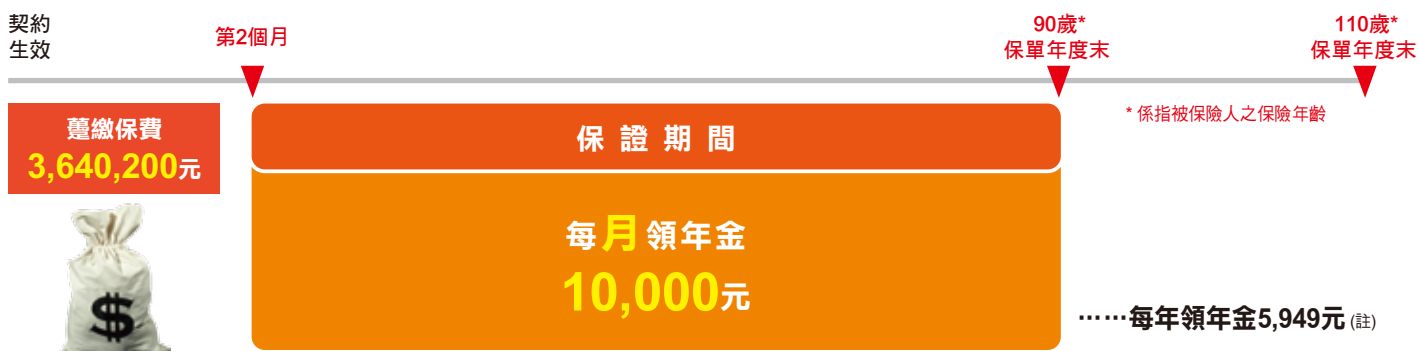 契約
生效
第2個月
90歲*
保單年度末
110歲*
保單年度末
躉繳保費
3,640,200元
保證期間
* 係指被保險人之保險年齡
每月領年金
10,000元
$
……每年領年金5,949元 (註)